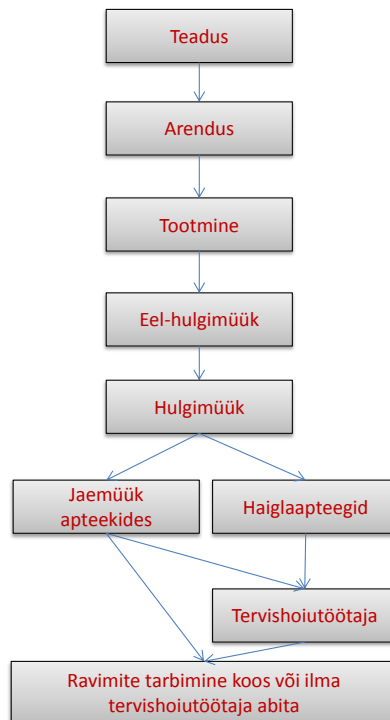 Teadus
Arendus
Tootmine
Eel-hulgimüük
Hulgimüük
Jaemüük
apteekides
Haiglaapteegid
Tervishoiutöötaja
Ravimite tarbimine koos või ilma
tervishoiutöötaja abita